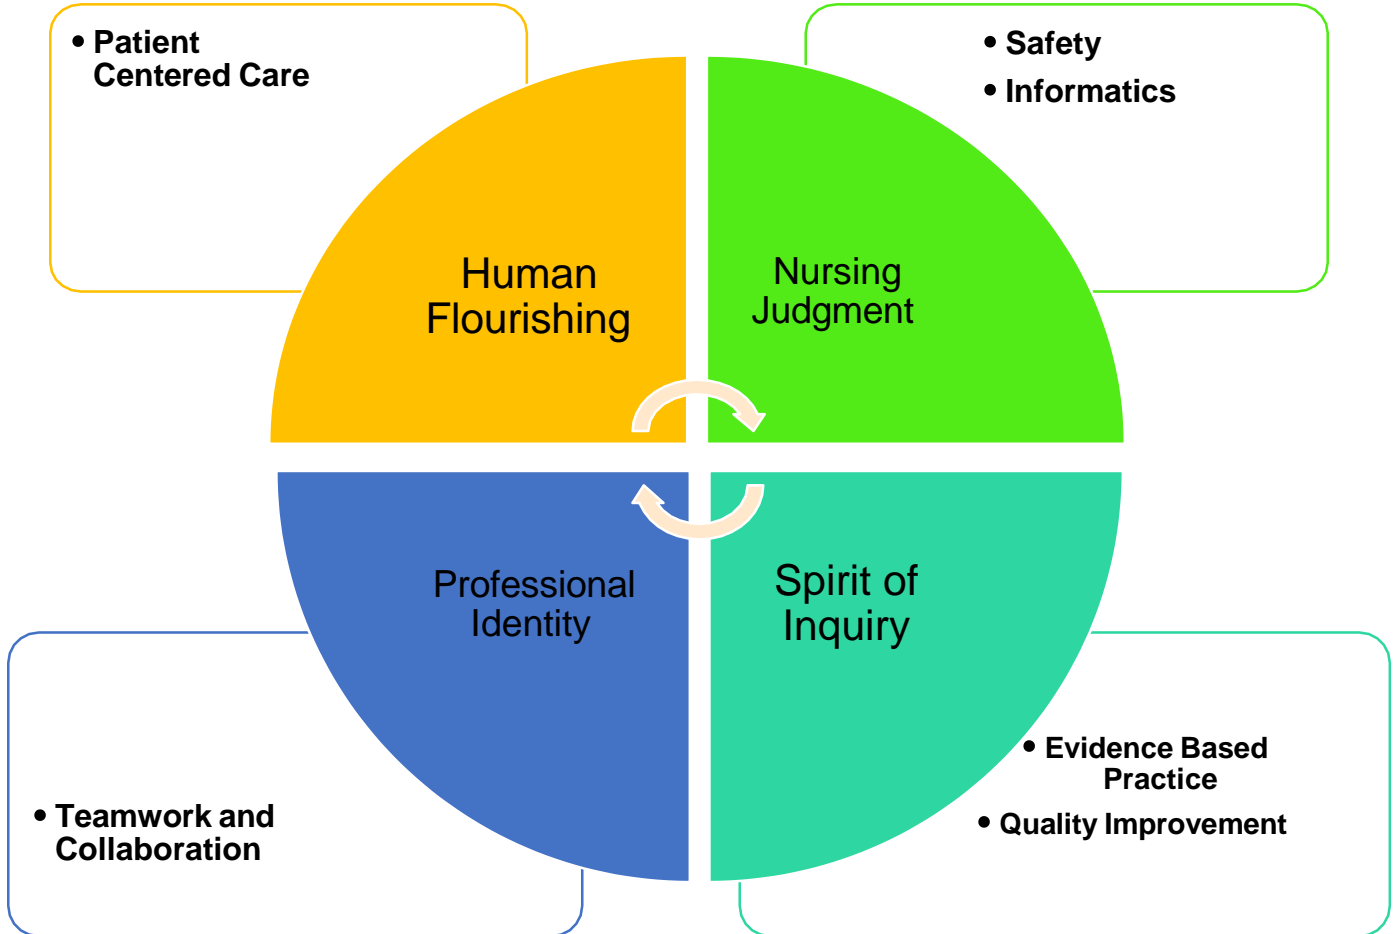 • Patient
Centered Care
• Safety
• Informatics
Human
Flourishing
Nursing
Judgment
Professional
Identity
Spirit of
Inquiry
• Teamwork and
Collaboration
• Evidence Based
Practice
• Quality Improvement